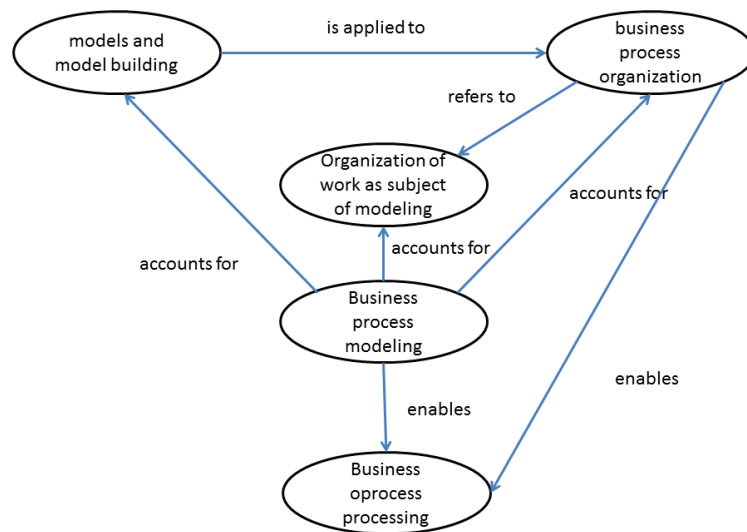 models and
model building
is applied to
business
process
organization
refers to
Organization of
work as subject
of modeling
accounts for
accounts for
accounts for
Business
process
modeling
enables
enables
Business
oprocess
processing